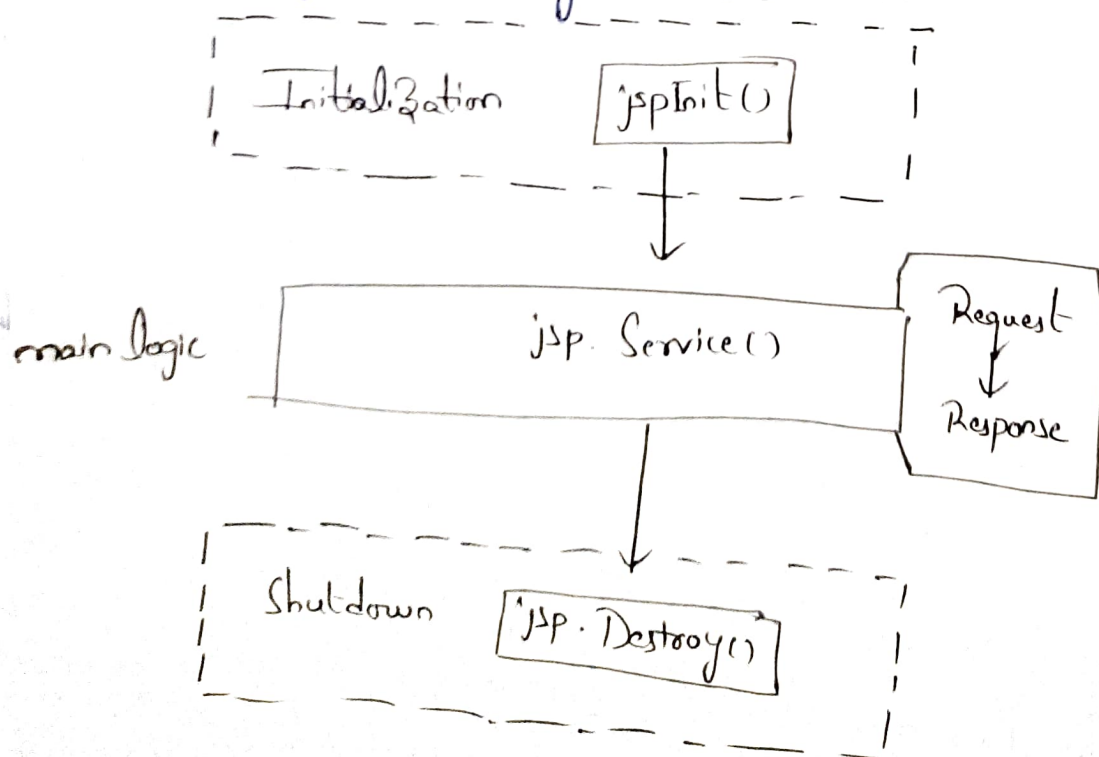 Initialization
jspInit()
main logic
jsp. Service()
Request
Response
Shutdown
jsp. Destroy()